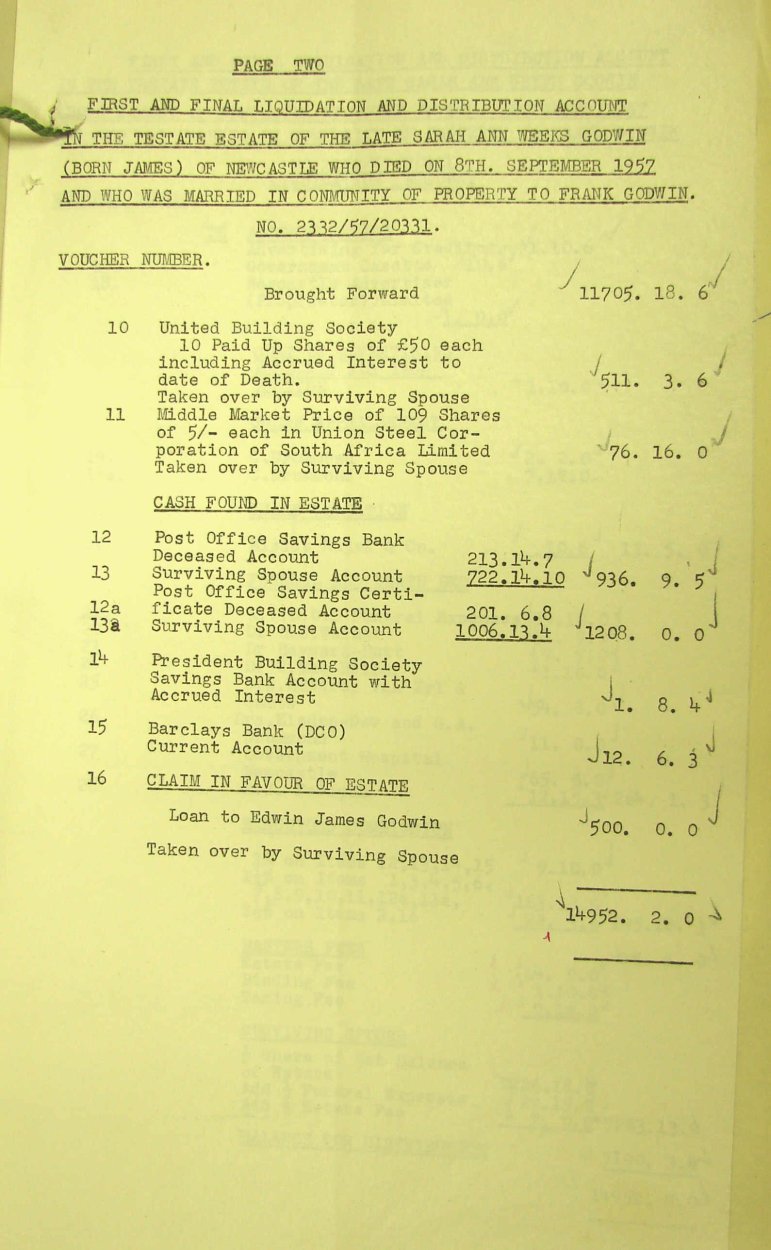 PAGE TWO
FIRST AND FINAL LIQUIDATION AND DISTRIBUTION ACCOUNT
IN THE TESTATE ESTATE OF THE LATE SARAH ANN WEEKS GODWIN
(BORN JAMES) OF NEWCASTLE WHO DIED ON 8TH. SEPTEMBER 1957
AND WHO WAS MARRIED IN CONMUNITY OF PROPERTY TO FRANK GODWIN.
NO. 2332/57/20331.
VOUCHER NUMBER.
Brought Forward 11705. 18. 6
10 United Building Society
10 Paid Up Shares of £50 each
including Accrued Interest to
date of Death. 511. 3. 6
Taken over by Surviving Spouse
11 Middle Market Price of 109 Shares
of 5/- each in Union Steel Cor-
poration of South Africa Limited 76. 16. 0
Taken over by Surviving Spouse
CASH FOUND IN ESTATE
12 Post Office Savings Bank
Deceased Account 213.14.7
13 Surviving Spouse Account 722.14.10 936. 9. 5
Post Office Savings Certi-
12a ficate Deceased Account 201. 6.8
13a Surviving Spouse Account 1006.13.4 1208. 0. 0
14 President Building Society
Savings Bank Account with
Accrued Interest 1. 8. 4
15 Barclays Bank (DCO)
Current Account 12. 6. 3
16 CLAIM IN FAVOUR OF ESTATE
Loan to Edwin James Godwin 500. 0. 0
Taken over by Surviving Spouse
14952. 2. 0